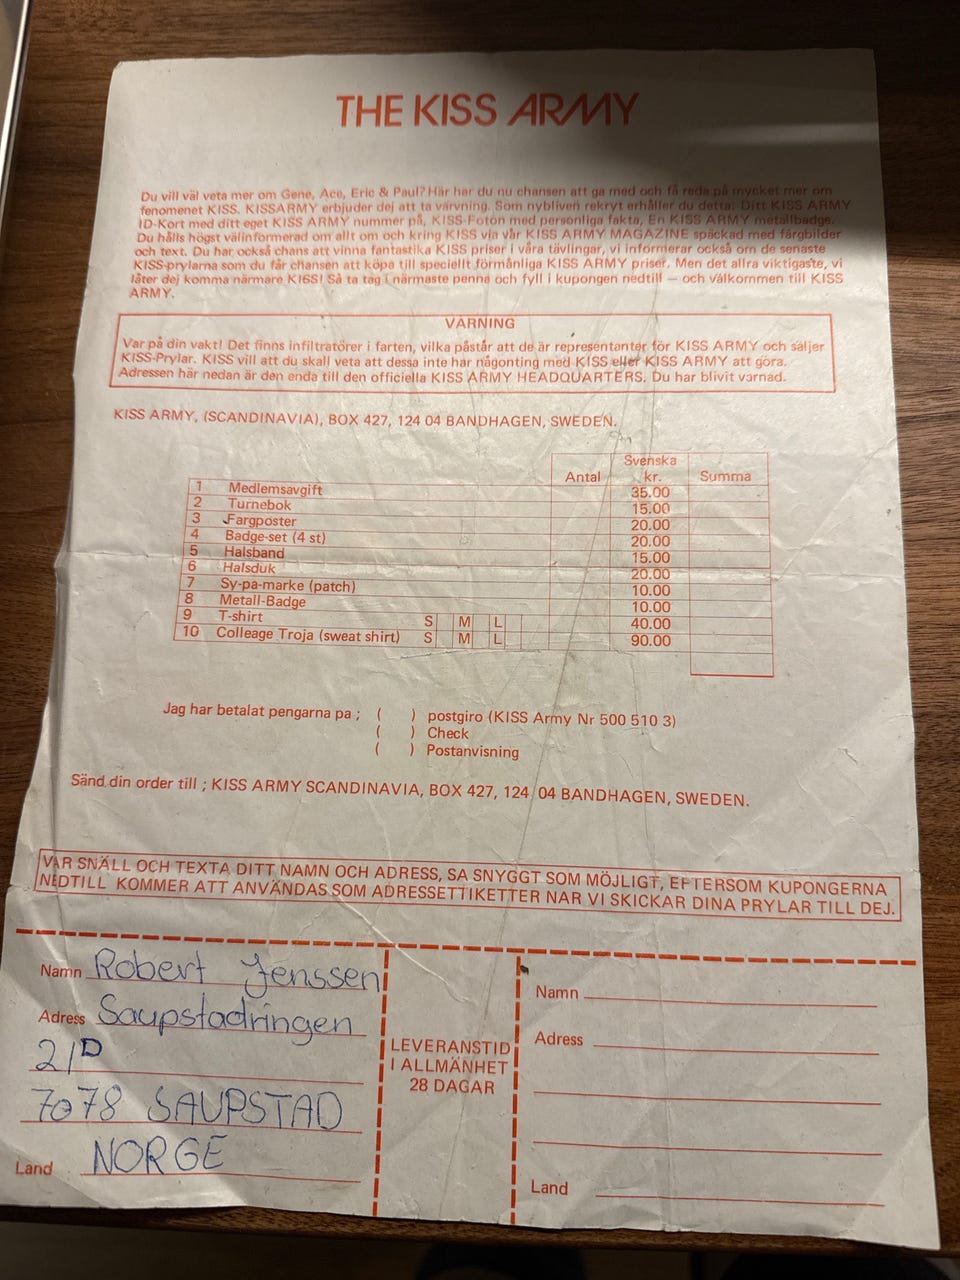 THE KISS ARMY
Du vill väl veta mer om Gene, Ace, Eric & Paul? Här har du nu chansen att ga med och få reda på mycket mer om
fenomenet KISS. KISSARMY erbjuder dej att ta värvning. Som nybliven rekryt erhåller du detta: Ditt KISS ARMY
ID-Kort med ditt eget KISS ARMY nummer på, KISS-Foton med personliga fakta, En KISS ARMY metallbadge.
Du hålls högst välinformerad om allt om och kring KISS via vår KISS ARMY MAGAZINE späckad med färgbilder
och text. Du har också chans att vinna fantastika KISS priser i våra tävlingar, vi informerar också om de senaste
KISS-prylarna som du får chansen att köpa till speciellt förmånliga KISS ARMY priser. Men det allra viktigaste, vi
låter dej komma närmare KISS! Så ta tag i närmaste penna och fyll i kupongen nedtill — och välkommen till KISS
ARMY.
VARNING
Var på din vakt! Det finns infiltratörer i farten, vilka påstår att de är representanter för KISS ARMY och säljer
KISS-Prylar. KISS vill att du skall veta att dessa inte har någonting med KISS eller KISS ARMY att göra.
Adressen här nedan är den enda till den officiella KISS ARMY HEADQUARTERS. Du har blivit varnad.
KISS ARMY, (SCANDINAVIA), BOX 427, 124 04 BANDHAGEN, SWEDEN.
Antal Svenska kr. Summa
1 Medlemsavgift 35.00
2 Turnebok 15.00
3 Fargposter 20.00
4 Badge-set (4 st) 20.00
5 Halsband 15.00
6 Halsduk 20.00
7 Sy-pa-marke (patch) 10.00
8 Metall-Badge 10.00
9 T-shirt S M L 40.00
10 Colleage Troja (sweat shirt) S M L 90.00
Jag har betalat pengarna pa ; ( ) postgiro (KISS Army Nr 500 510 3)
( ) Check
( ) Postanvisning
Sänd din order till ; KISS ARMY SCANDINAVIA, BOX 427, 124 04 BANDHAGEN, SWEDEN.
VAR SNÄLL OCH TEXTA DITT NAMN OCH ADRESS, SA SNYGGT SOM MÖJLIGT, EFTERSOM KUPONGERNA
NEDTILL KOMMER ATT ANVÄNDAS SOM ADRESSETTIKETTER NAR VI SKICKAR DINA PRYLAR TILL DEJ.
Namn Robert Jenssen
Adress Saupstadringen
21D
7078 SAUPSTAD
Land NORGE
LEVERANSTID
I ALLMÄNHET
28 DAGAR
Namn
Adress
Land